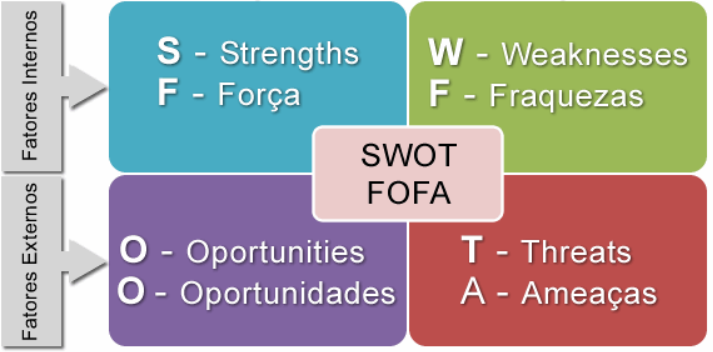 Fatores Internos
S - Strengths
F - Força
W - Weaknesses
F - Fraquezas
SWOT
FOFA
Fatores Externos
O - Oportunities
O - Oportunidades
T - Threats
A - Ameaças